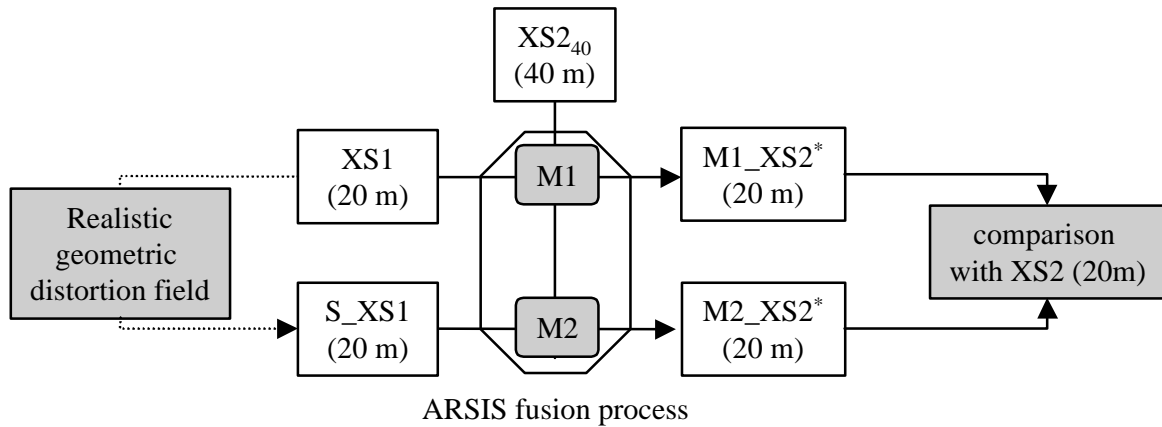 XS2₄₀
(40 m)
XS1
(20 m)
M1
M1_XS2*
(20 m)
Realistic
geometric
distortion field
comparison
with XS2 (20m)
S_XS1
(20 m)
M2
M2_XS2*
(20 m)
ARSIS fusion process